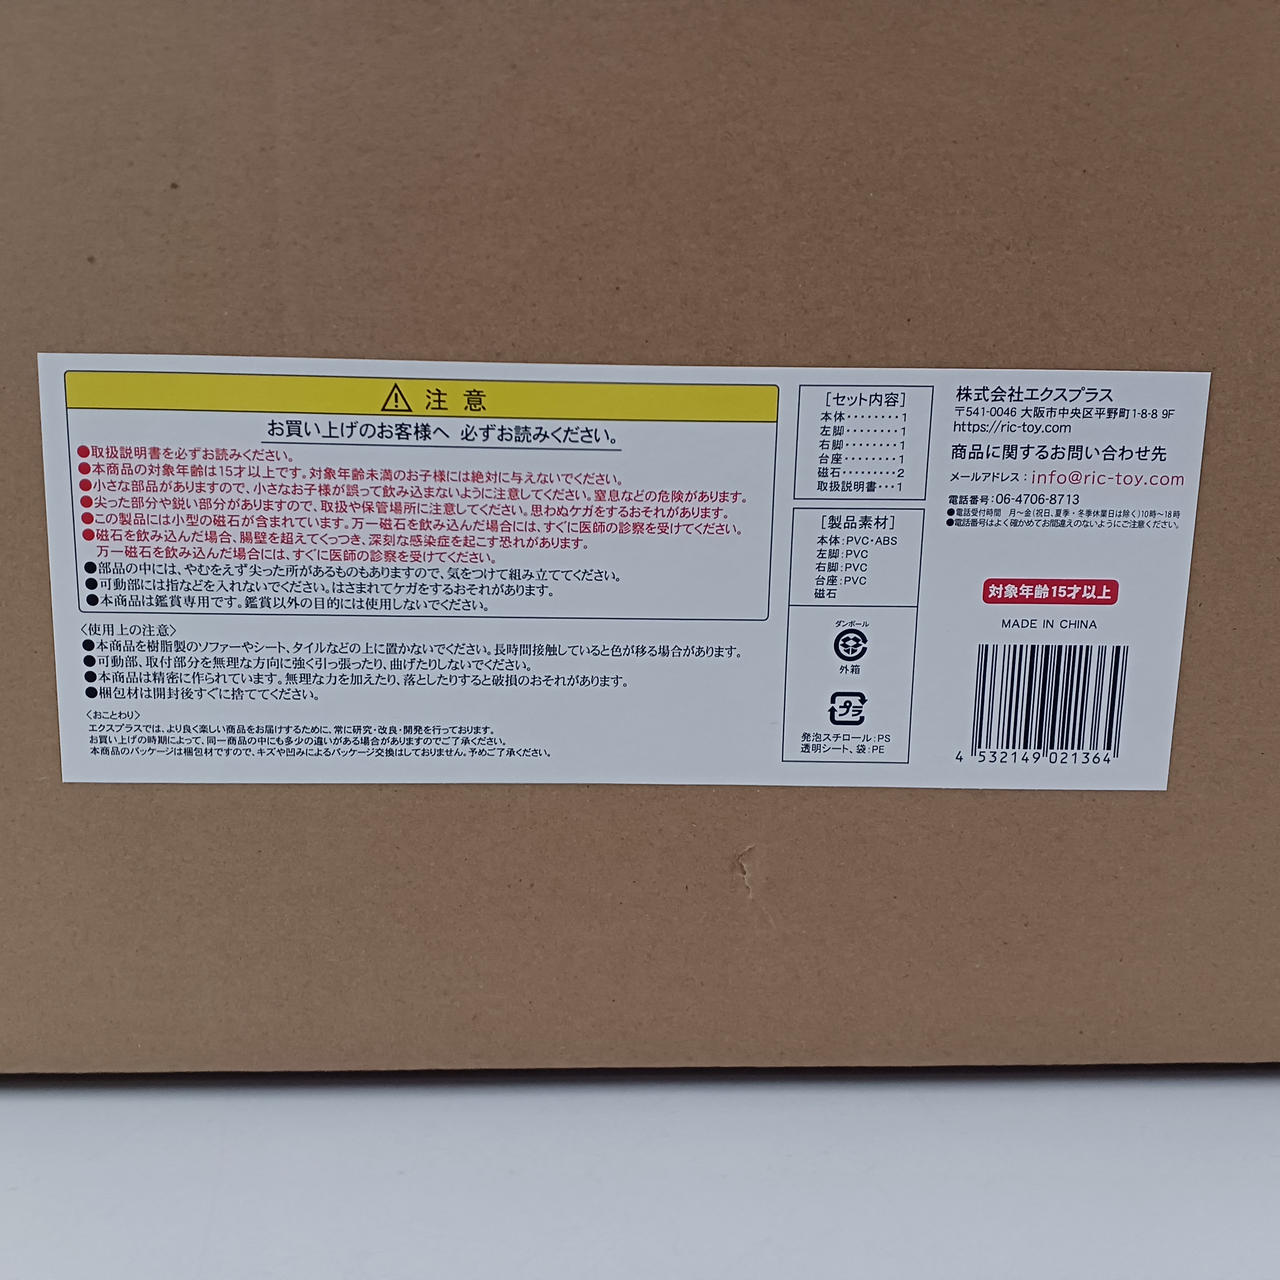 注意
お買い上げのお客様へ 必ずお読みください。
●取扱説明書を必ずお読みください。
●本商品の対象年齢は15才以上です。対象年齢未満のお子様には絶対に与えないでください。
●小さな部品がありますので、小さなお子様が誤って飲み込まないように注意してください。窒息などの危険があります。
●尖った部分や鋭い部分がありますので、取扱や保管場所に注意してください。思わぬケガをするおそれがあります。
●この製品には小型の磁石が含まれています。万一磁石を飲み込んだ場合には、すぐに医師の診察を受けてください。
●磁石を飲み込んだ場合、腸壁を超えてくっつき、深刻な感染症を起こす恐れがあります。
万一磁石を飲み込んだ場合には、すぐに医師の診察を受けてください。
●部品の中には、やむをえず尖った所があるものもありますので、気をつけて組み立ててください。
●可動部には指などを入れないでください。はさまれてケガをするおそれがあります。
●本商品は鑑賞専用です。鑑賞以外の目的には使用しないでください。
〈使用上の注意〉
●本商品を樹脂製のソファーやシート、タイルなどの上に置かないでください。長時間接触していると色が移る場合があります。
●可動部、取付部分を無理な方向に強く引っ張ったり、曲げたりしないでください。
●本商品は精密に作られています。無理な力を加えたり、落としたりすると破損のおそれがあります。
●梱包材は開封後すぐに捨ててください。
〈おことわり〉
エクスプラスでは、より良く楽しい商品をお届けするために、常に研究・改良・開発を行っております。
お買い上げの時期によって、同一商品の中にも多少の違いがある場合がありますのでご了承ください。
本商品のパッケージは梱包材ですので、キズや凹みによるパッケージ交換はしておりません。予めご了承ください。
[セット内容]
本体‥‥‥‥1
左脚‥‥‥‥1
右脚‥‥‥‥1
台座‥‥‥‥1
磁石‥‥‥‥2
取扱説明書‥・1
[製品素材]
本体:PVC・ABS
左脚:PVC
右脚:PVC
台座:PVC
磁石
ダンボール
外箱
プラ
発泡スチロール:PS
透明シート、袋:PE
株式会社エクスプラス
〒541-0046 大阪市中央区平野町1-8-8 9F
https://ric-toy.com
商品に関するお問い合わせ先
メールアドレス:info@ric-toy.com
電話番号:06-4706-8713
●電話受付時間 月〜金(祝日、夏季・冬季休業日は除く)10時〜18時
●電話番号はよく確かめてお間違えのないようにご注意ください。
対象年齢15才以上
MADE IN CHINA
4 532149 021364